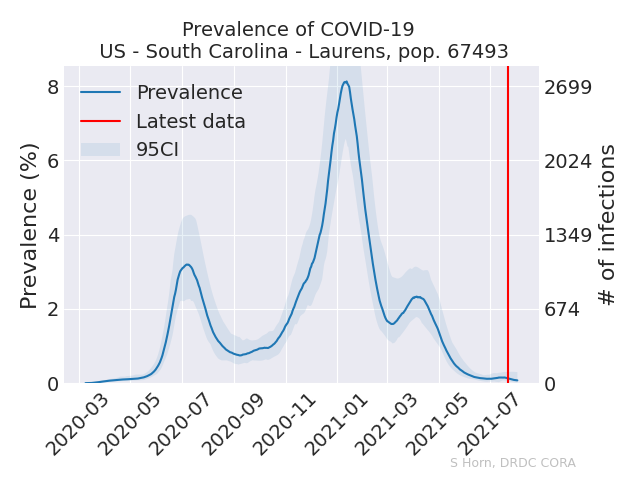 Prevalence of COVID-19
US - South Carolina - Laurens, pop. 67493
Prevalence
Latest data
95CI
Prevalence (%)
8
6
4
2
0
2699
2024
1349
674
0
# of infections
2020-03
2020-05
2020-07
2020-09
2020-11
2021-01
2021-03
2021-05
2021-07
S Horn, DRDC CORA